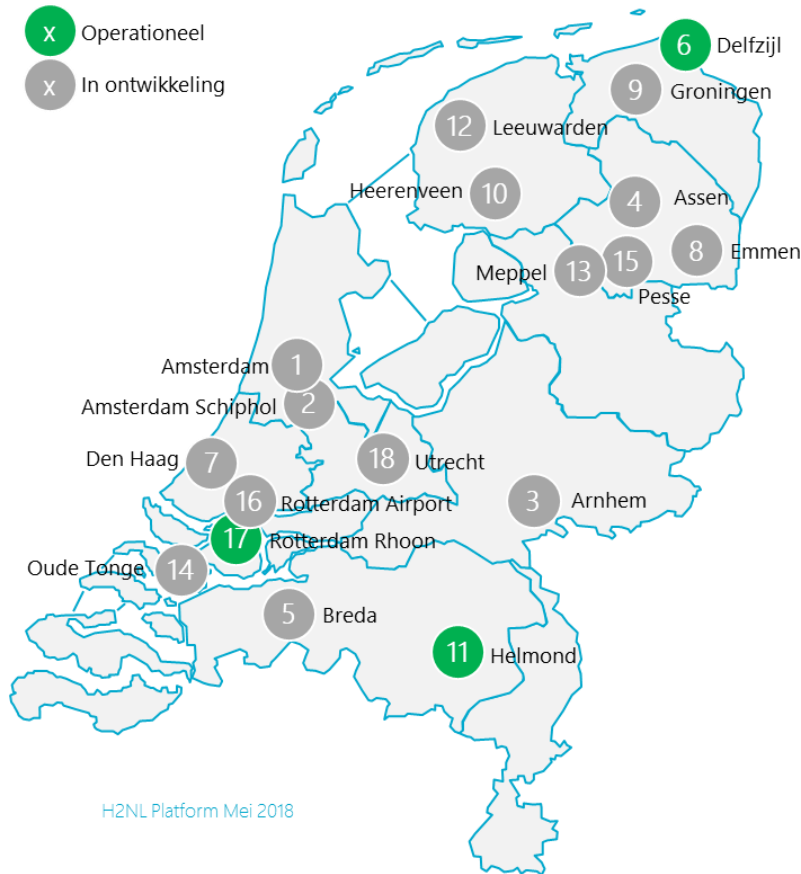 x Operationeel
x In ontwikkeling
6 Delfzijl
9 Groningen
12 Leeuwarden
Heerenveen 10
4 Assen
8 Emmen
Meppel 13
15
Pesse
Amsterdam 1
Amsterdam Schiphol 2
Den Haag 7
18 Utrecht
16 Rotterdam Airport
3 Arnhem
17 Rotterdam Rhoon
Oude Tonge 14
5 Breda
11 Helmond
H2NL Platform Mei 2018